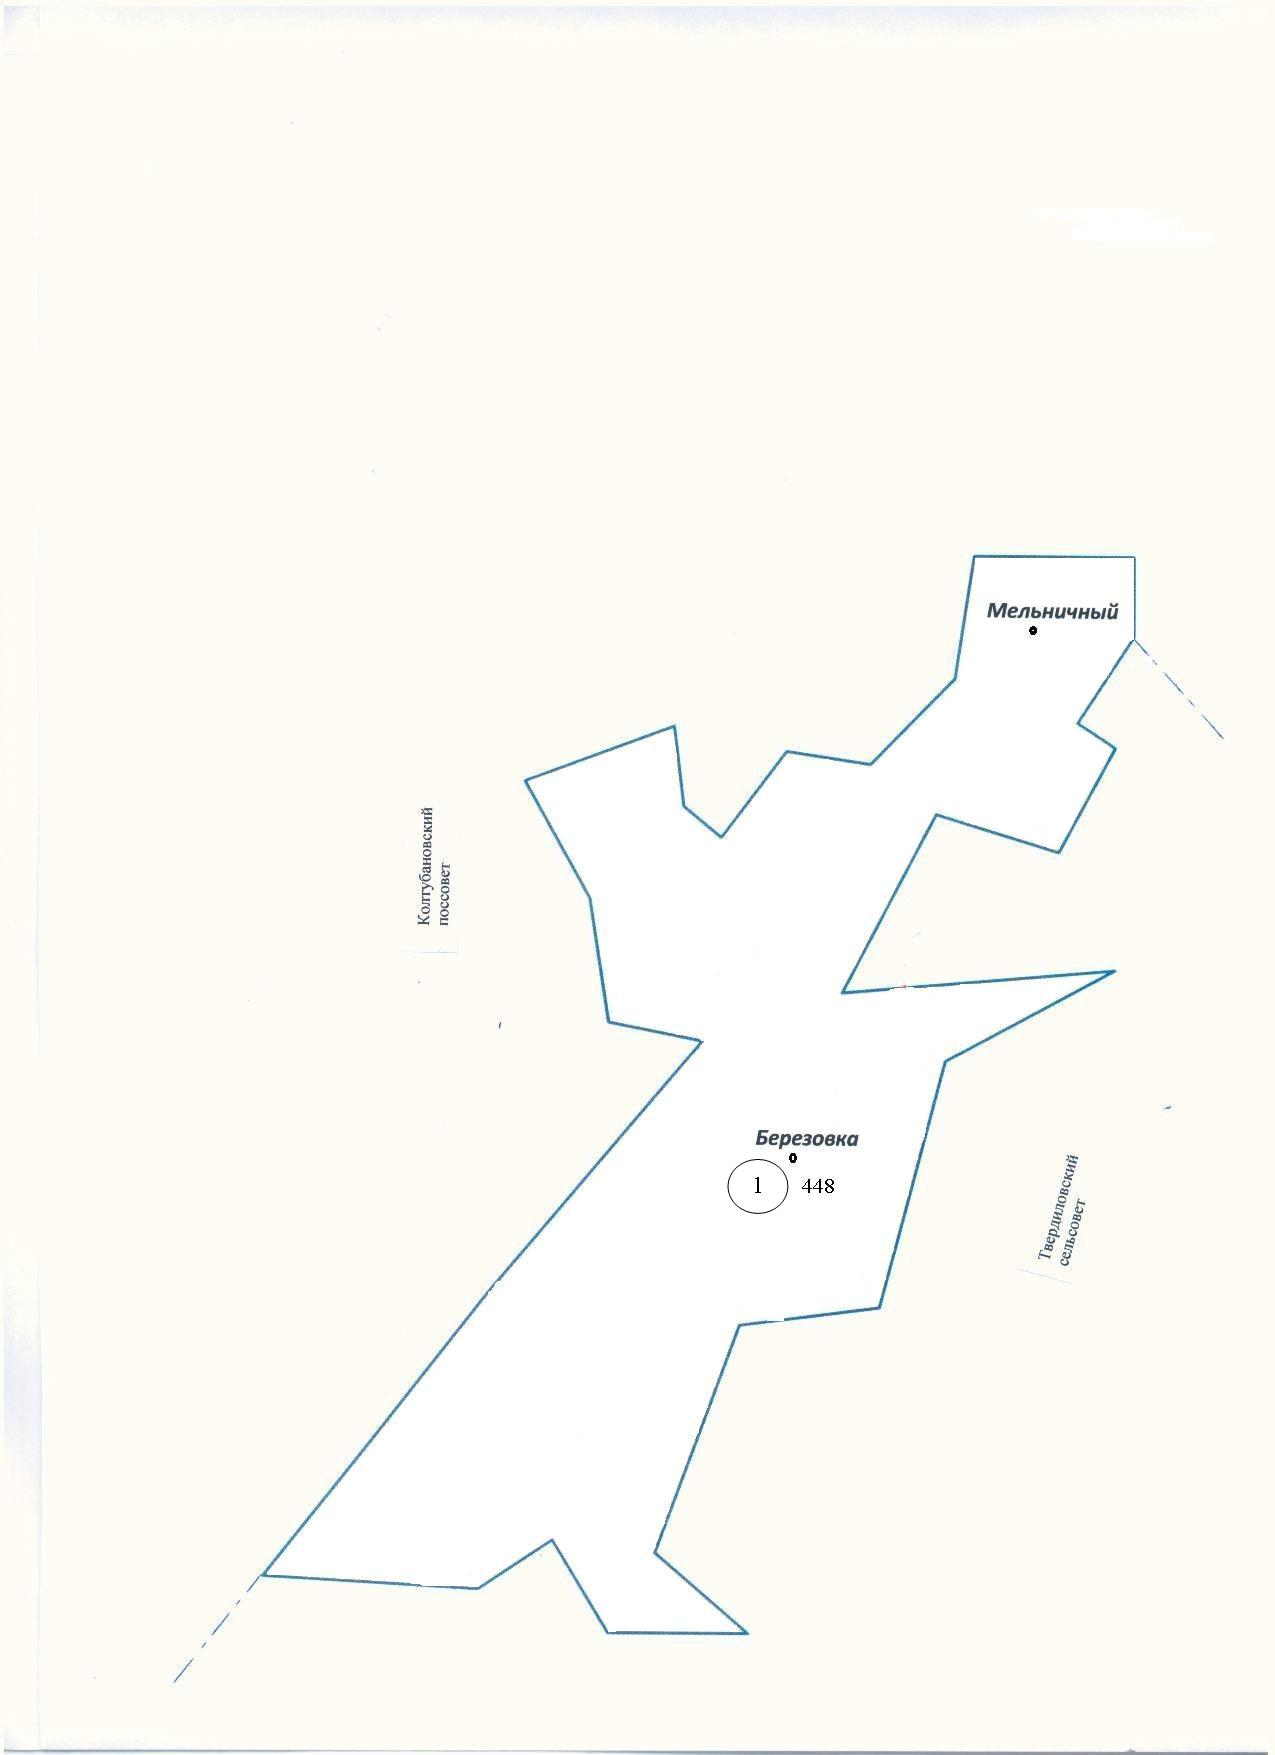 Мельничный
Колтубановский
поссовет
Березовка
1 448
Твердиловский
сельсовет